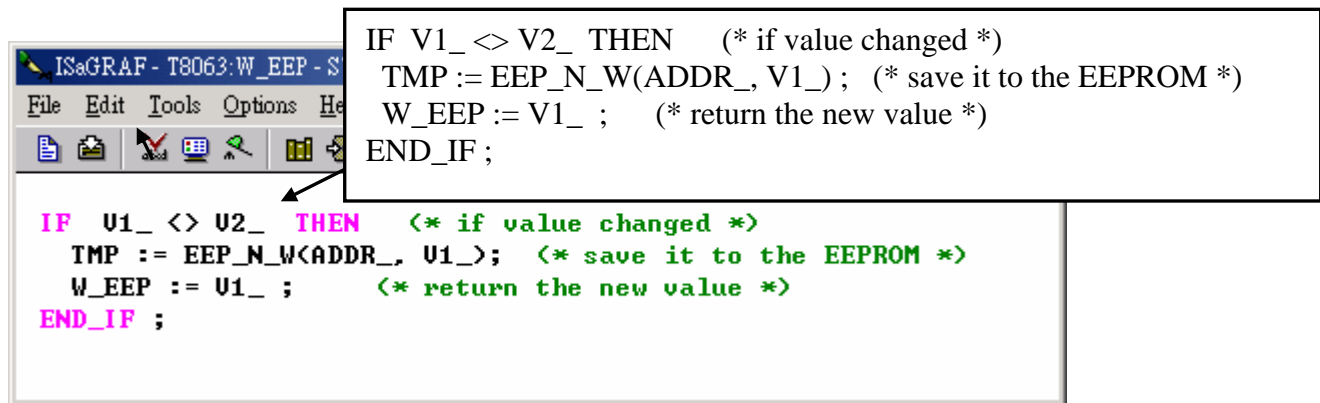 IF V1_ <> V2_ THEN (* if value changed *)
TMP := EEP_N_W(ADDR_, V1_) ; (* save it to the EEPROM *)
W_EEP := V1_ ; (* return the new value *)
END_IF ;
ISaGRAF - T8063:W_EEP - S
File Edit Tools Options He
IF V1_ <> V2_ THEN (* if value changed *)
TMP := EEP_N_W(ADDR_, V1_); (* save it to the EEPROM *)
W_EEP := V1_ ; (* return the new value *)
END_IF ;